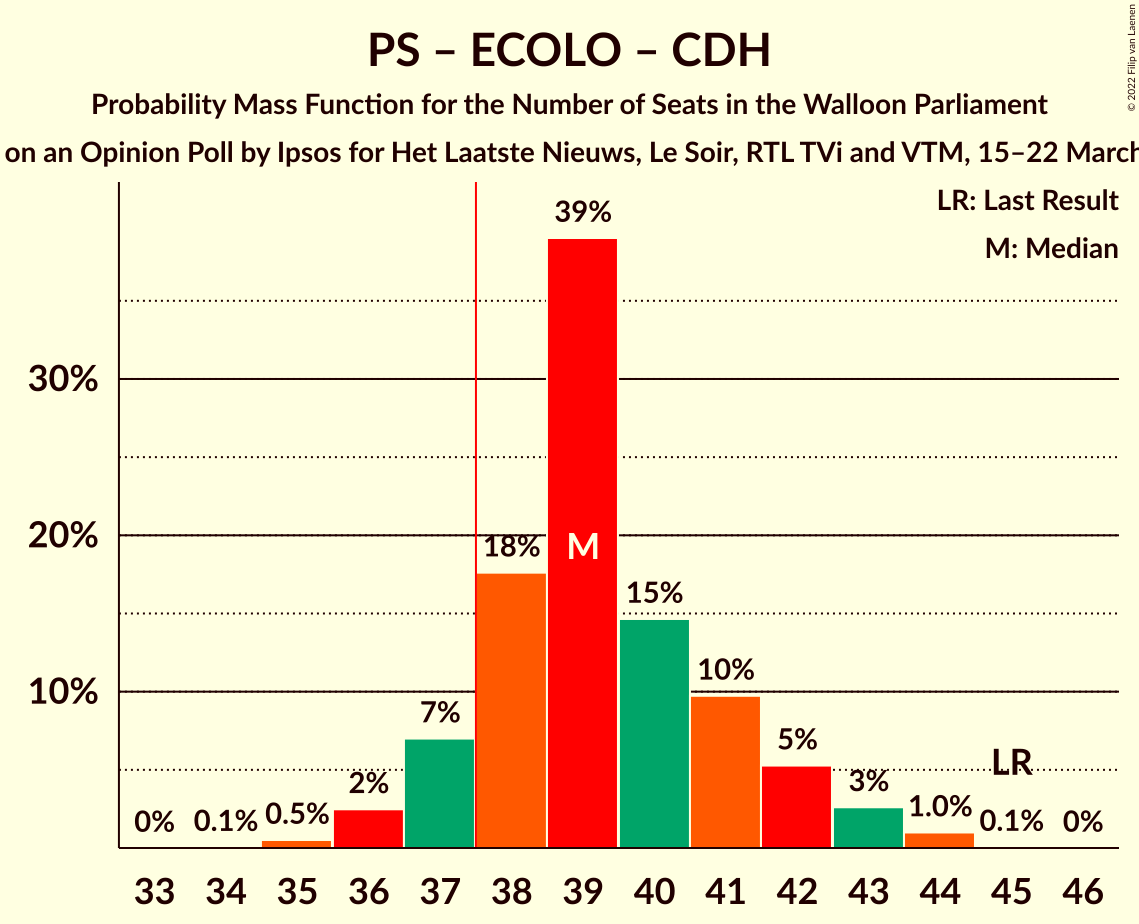 PS – ECOLO – CDH
Probability Mass Function for the Number of Seats in the Walloon Parliament
on an Opinion Poll by Ipsos for Het Laatste Nieuws, Le Soir, RTL TVi and VTM, 15–22 March
© 2022 Filip van Laenen
LR: Last Result
M: Median
39%
30%
20%
18%
M
15%
10%
10%
7%
5%
LR
2%
3%
0%
0.1%
0.5%
1.0%
0.1%
0%
33 34 35 36 37 38 39 40 41 42 43 44 45 46